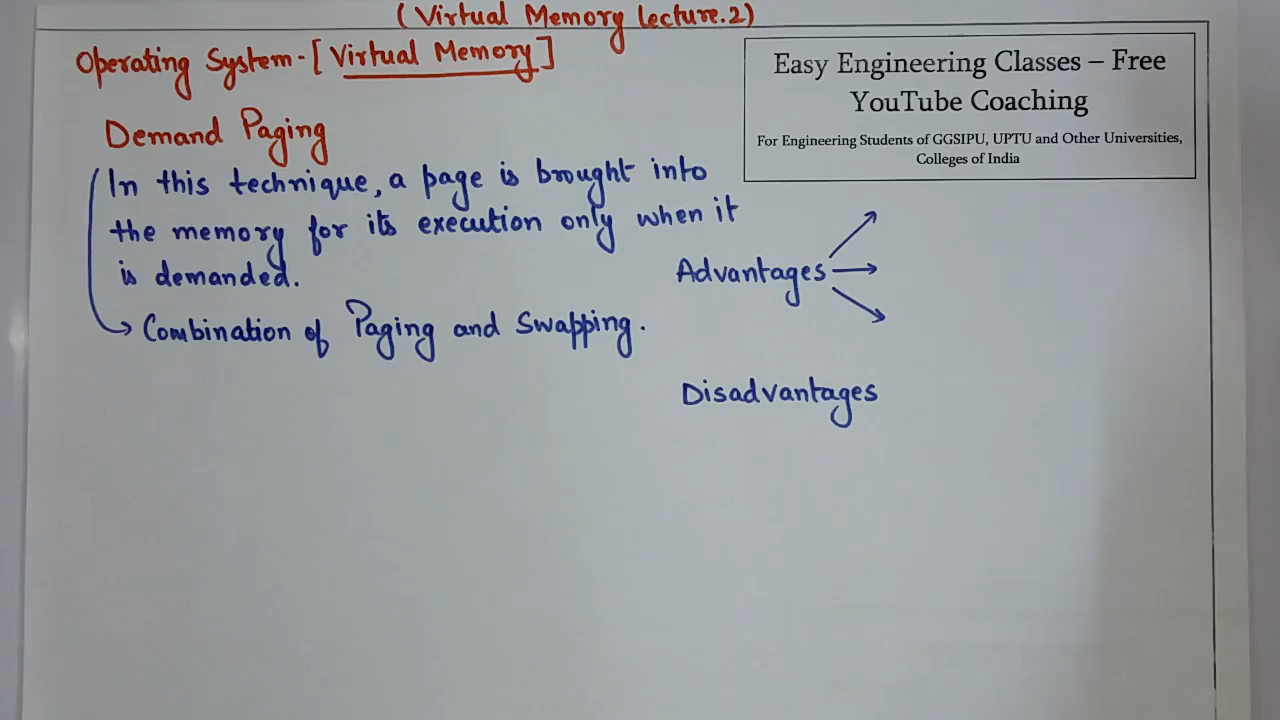 (Virtual Memory Lecture.2)
Operating System-[Virtual Memory]
Easy Engineering Classes – Free
YouTube Coaching
For Engineering Students of GGSIPU, UPTU and Other Universities,
Colleges of India
Demand Paging
In this technique, a page is brought into
the memory for its execution only when it
is demanded.
Combination of Paging and Swapping.
Advantages
Disadvantages